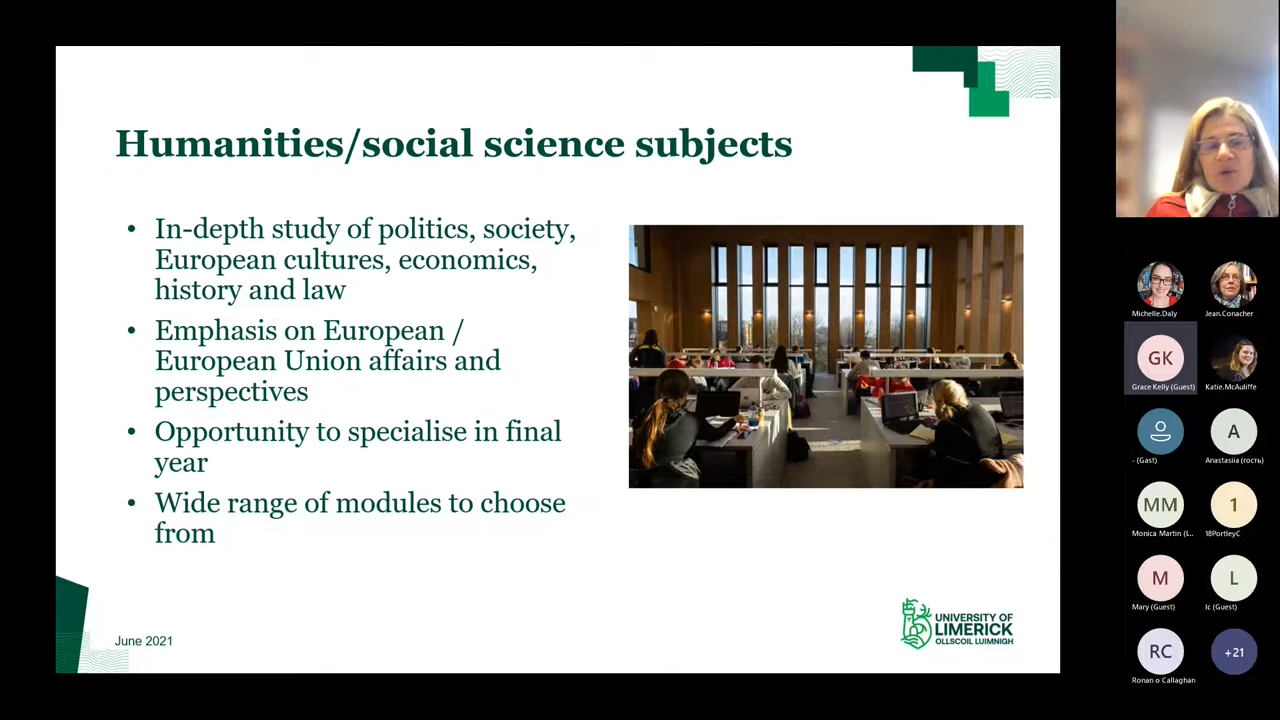 Humanities/social science subjects
• In-depth study of politics, society,
European cultures, economics,
history and law
• Emphasis on European /
European Union affairs and
perspectives
• Opportunity to specialise in final
year
• Wide range of modules to choose
from
June 2021
UNIVERSITY OF
LIMERICK
OLLSCOIL LUIMNIGH
Michelle.Daly
Jean.Conacher
GK
Grace Kelly (Guest)
Katie.McAuliffe
- (Gast)
A
Anastasiia (гость)
MM
Monica Martin (I...
1
18PortleyC
M
Mary (Guest)
L
lc (Guest)
RC
Ronan o Callaghan
+21